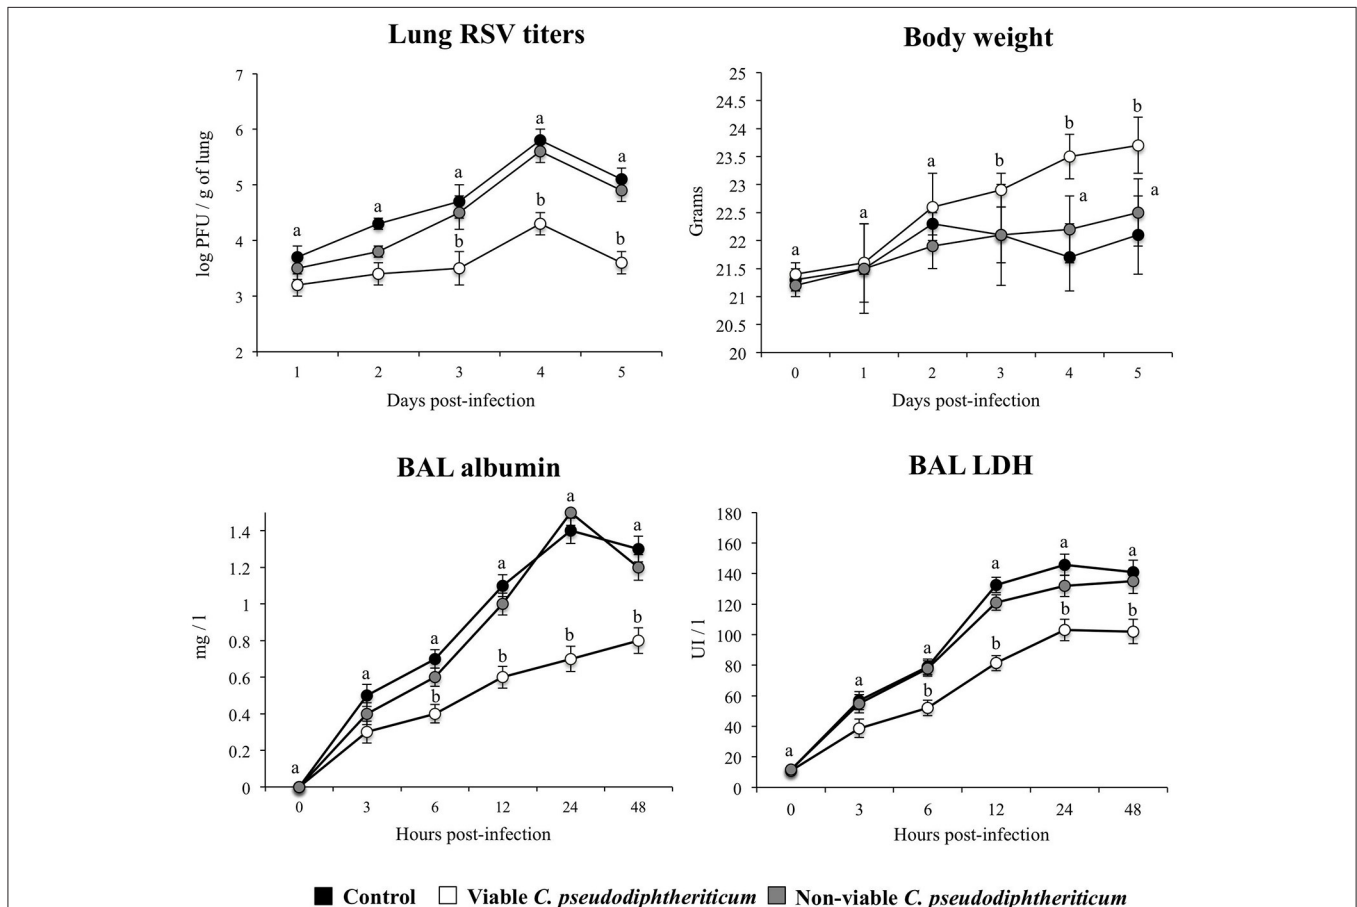 Lung RSV titers
7
6
5
4
3
2
log PFU / g of lung
a
a
a
a
a
b
b
b
1 2 3 4 5
Days post-infection
Body weight
25
24.5
24
23.5
23
22.5
22
21.5
21
20.5
20
Grams
a
a
a
b
b
b
a
a
0 1 2 3 4 5
Days post-infection
BAL albumin
1.4
1.2
1
0.8
0.6
0.4
0.2
0
mg / l
a
a
a
a
a
a
b
b
b
b
0 3 6 12 24 48
Hours post-infection
BAL LDH
180
160
140
120
100
80
60
40
20
0
UI / l
a
a
a
a
a
a
b
b
b
b
0 3 6 12 24 48
Hours post-infection
Control Viable C. pseudodiphtheriticum Non-viable C. pseudodiphtheriticum